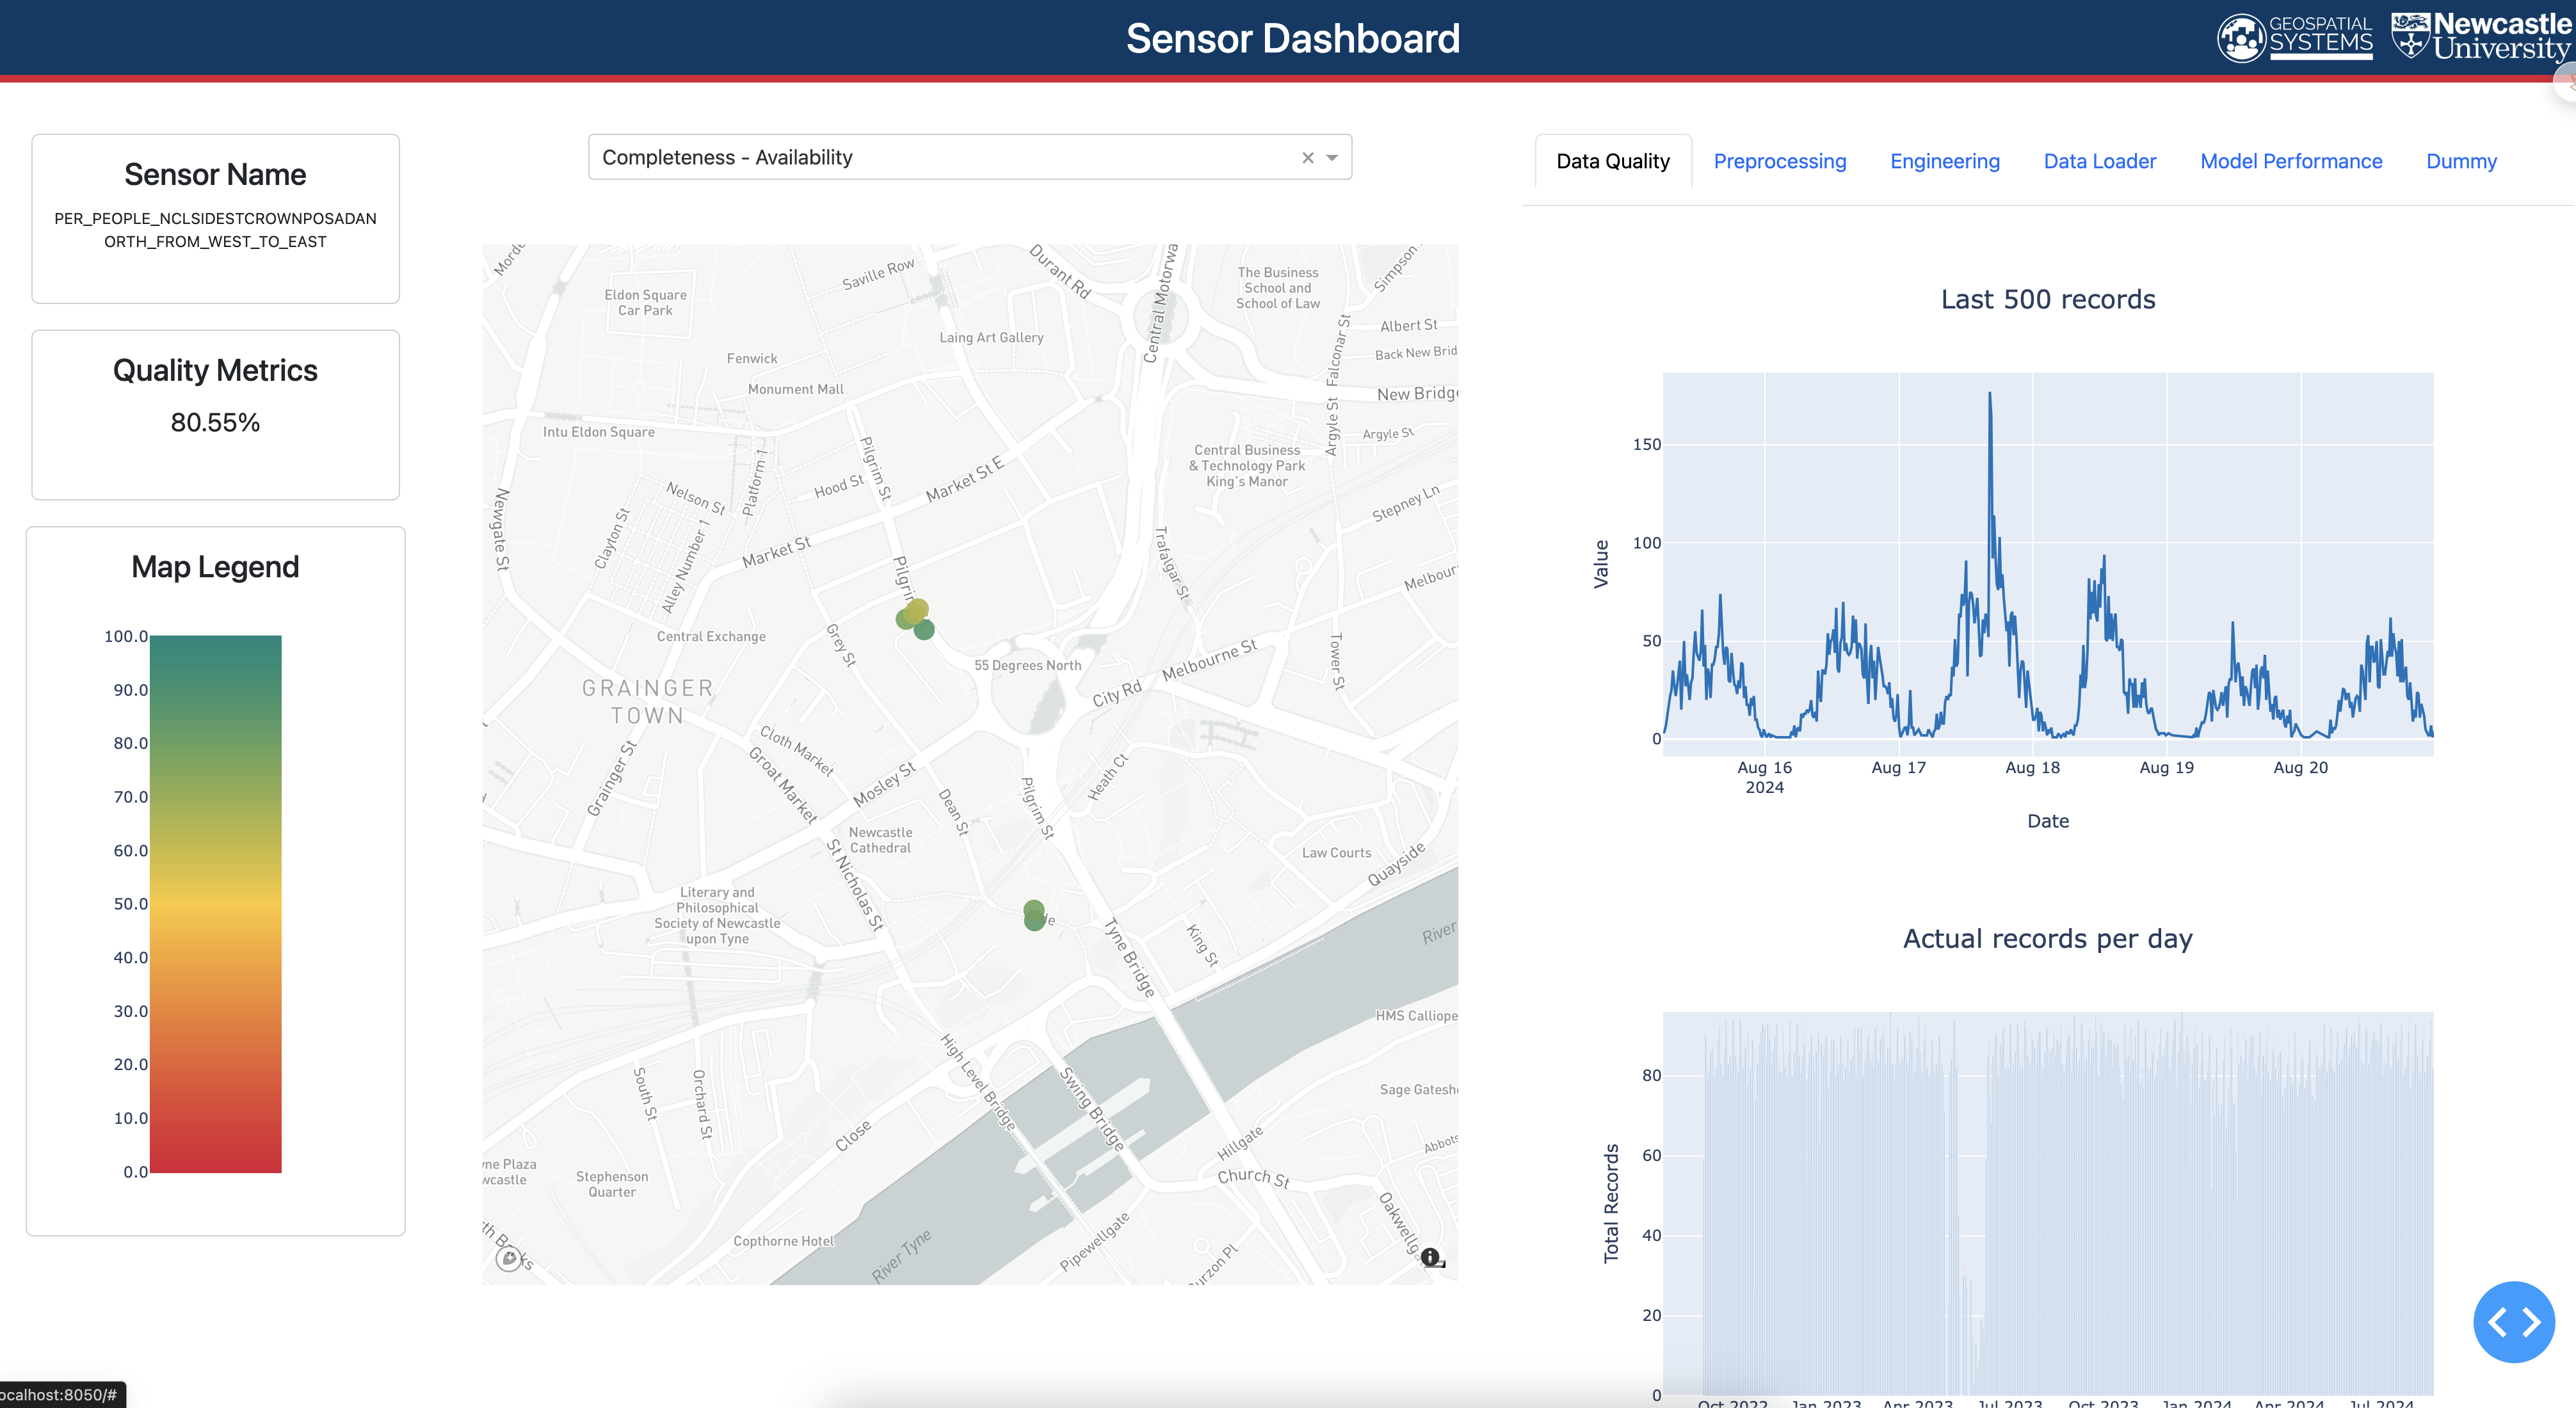 Sensor Dashboard
GEOSPATIAL
SYSTEMS
Newcastle
University
Sensor Name
PER_PEOPLE_NCLSIDESTCROWNPOSADAN
ORTH_FROM_WEST_TO_EAST
Quality Metrics
80.55%
Map Legend
100.0
90.0
80.0
70.0
60.0
50.0
40.0
30.0
20.0
10.0
0.0
Completeness - Availability
×
Saville Row
Durant Rd
Central Motorwa
The Business
School and
School of Law
Simpson
Eldon Square
Car Park
Albert St
Laing Art Gallery
Falconar St
Back New Brid
Fenwick
Monument Mall
New Bridge
Intu Eldon Square
Argyle St
Argyle St
Pilgrim St
Central Business
& Technology Park
King's Manor
Market St E
Hood St
Nelson St
Platform 1
Newgate St
Clayton St
Stepney Ln
Alley Number 1
Market St
Trafalgar St
Melbour
Pilgrim
Central Exchange
Grey St
55 Degrees North
Melbourne St
Tower St
City Rd
GRAINGER
TOWN
Cloth Market
Groat Market
Grainger St
Mosley St
Heath Ct
Dean St
Pilgrim St
Newcastle
Cathedral
Law Courts
Quayside
St Nicholas St
Literary and
Philosophical
Society of Newcastle
upon Tyne
Tyne Bridge
King St
River
HMS Calliope
High Level Bridge
Swing Bridge
South St
Orchard St
Close
Sage Gateshe
Hillgate
Abbots
Church St
yne Plaza
wcastle
Stephenson
Quarter
Oakwellg
Copthorne Hotel
River Tyne
Pipewellgate
urzon Pl
th Banks
Data Quality
Preprocessing
Engineering
Data Loader
Model Performance
Dummy
Last 500 records
150
100
50
0
Value
Aug 16
2024
Aug 17
Aug 18
Aug 19
Aug 20
Date
Actual records per day
80
60
40
20
0
Total Records
Oct 2022
Jan 2023
Apr 2023
Jul 2023
Oct 2023
Jan 2024
Apr 2024
Jul 2024
ocalhost:8050/#